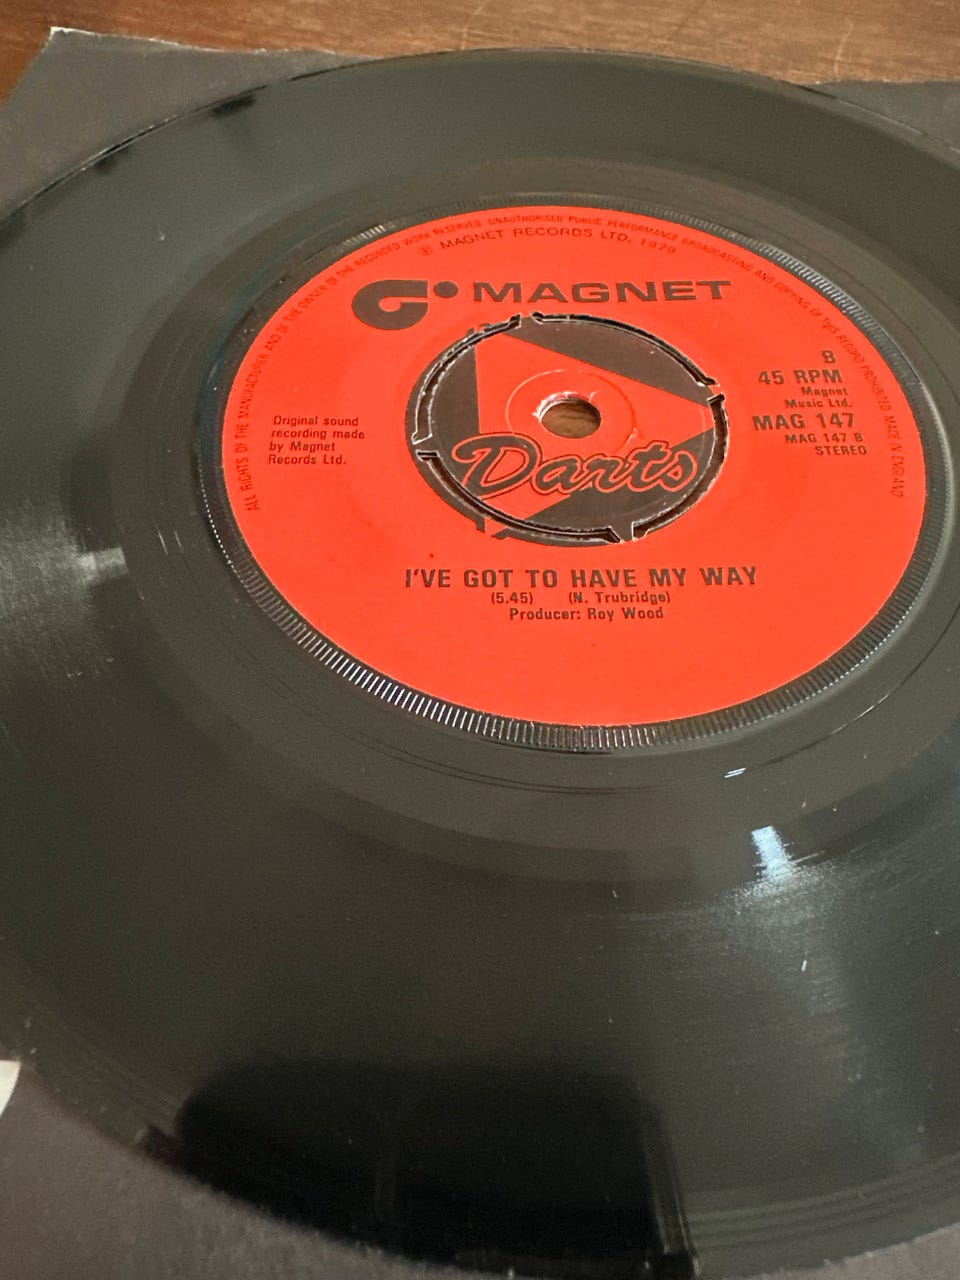 ALL RIGHTS OF THE MANUFACTURER AND OF THE OWNER OF THE RECORDED WORK RESERVED UNAUTHORISED PUBLIC PERFORMANCE BROADCASTING AND COPYING OF THIS RECORD PROHIBITED MADE IN ENGLAND
℗ MAGNET RECORDS LTD. 1979
MAGNET
B
45 RPM
Magnet
Music Ltd.
MAG 147
MAG 147 B
STEREO
Original sound
recording made
by Magnet
Records Ltd.
Darts
I'VE GOT TO HAVE MY WAY
(5.45) (N. Trubridge)
Producer: Roy Wood